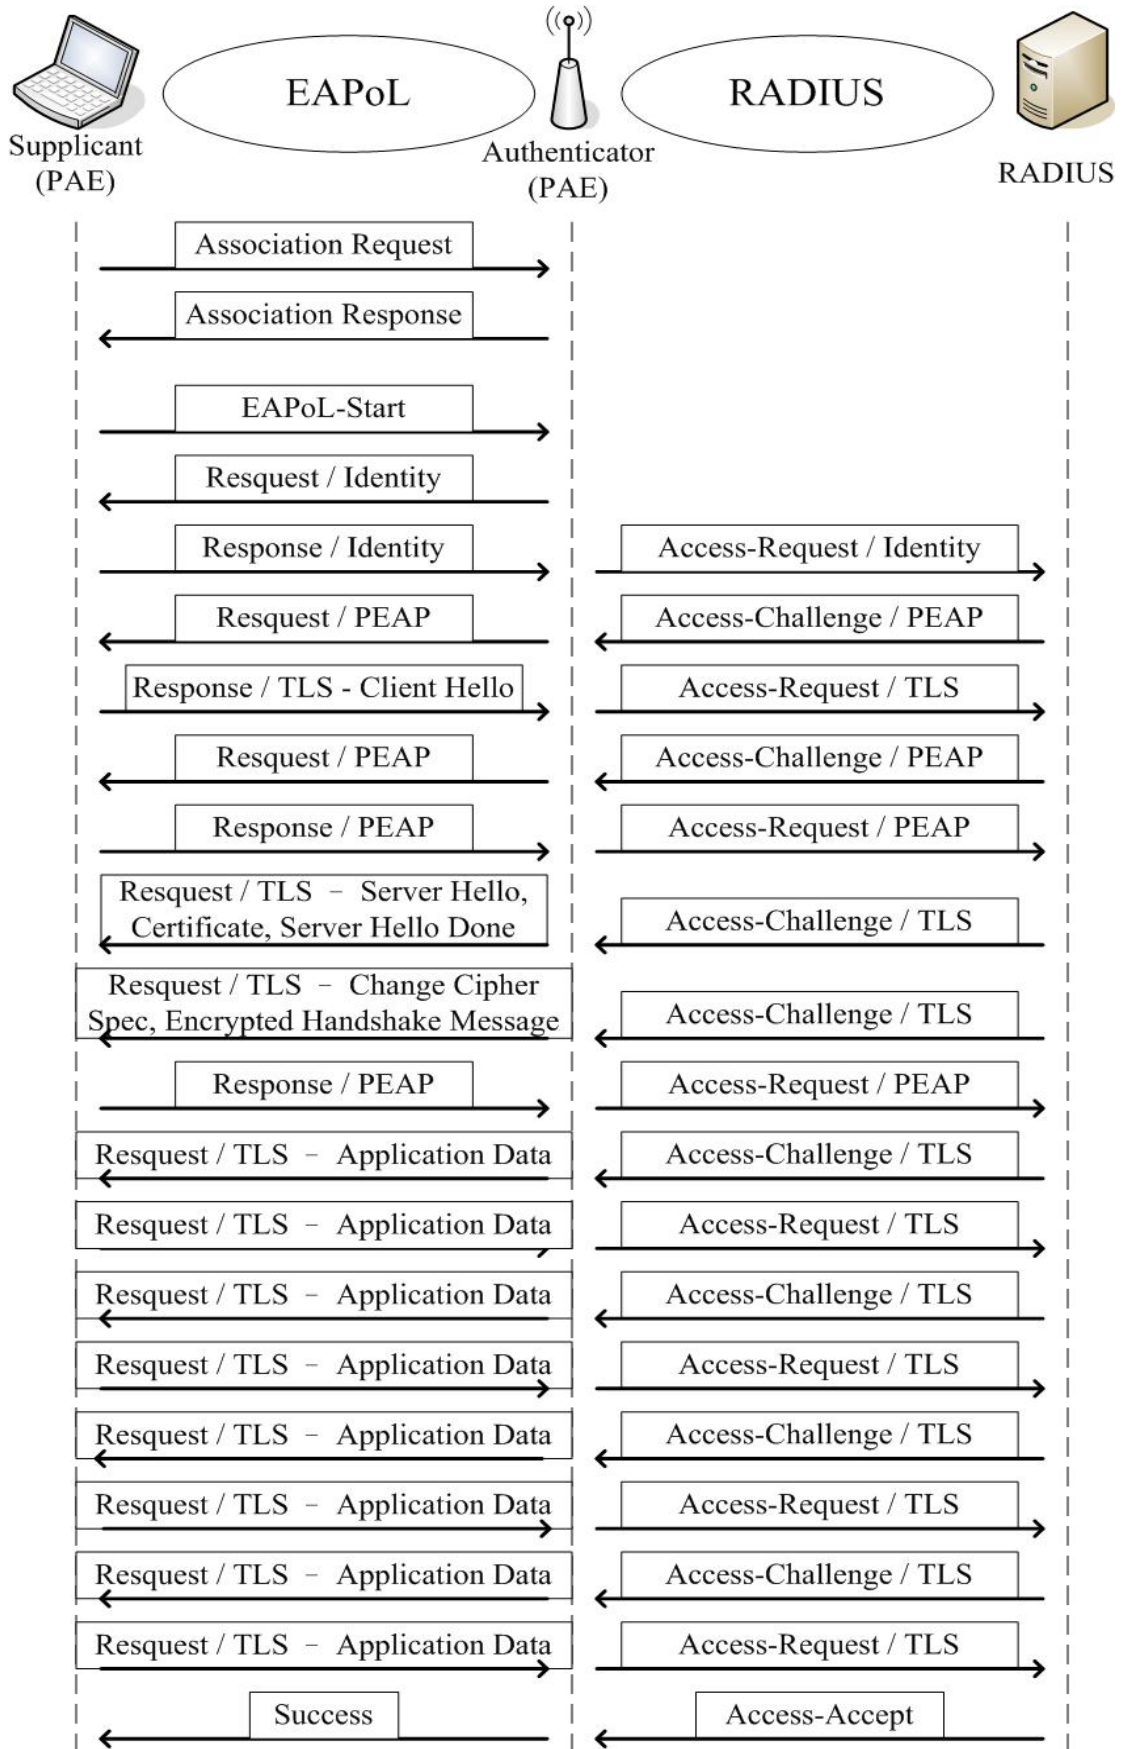 EAPoL
RADIUS
Supplicant
(PAE)
Authenticator
(PAE)
RADIUS
Association Request
Association Response
EAPoL-Start
Resquest / Identity
Response / Identity
Access-Request / Identity
Resquest / PEAP
Access-Challenge / PEAP
Response / TLS - Client Hello
Access-Request / TLS
Resquest / PEAP
Access-Challenge / PEAP
Response / PEAP
Access-Request / PEAP
Resquest / TLS – Server Hello,
Certificate, Server Hello Done
Access-Challenge / TLS
Resquest / TLS – Change Cipher
Spec, Encrypted Handshake Message
Access-Challenge / TLS
Response / PEAP
Access-Request / PEAP
Resquest / TLS – Application Data
Access-Challenge / TLS
Resquest / TLS – Application Data
Access-Request / TLS
Resquest / TLS – Application Data
Access-Challenge / TLS
Resquest / TLS – Application Data
Access-Request / TLS
Resquest / TLS – Application Data
Access-Challenge / TLS
Resquest / TLS – Application Data
Access-Request / TLS
Resquest / TLS – Application Data
Access-Challenge / TLS
Resquest / TLS – Application Data
Access-Request / TLS
Success
Access-Accept